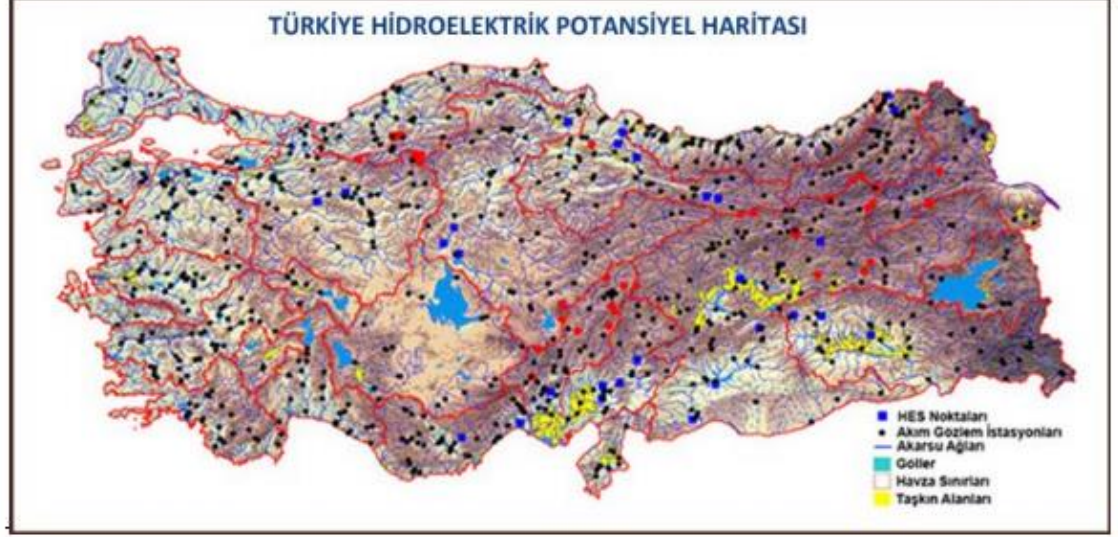 TÜRKİYE HİDROELEKTRİK POTANSİYEL HARİTASI
HES Noktaları
Akım Gözlem İstasyonları
Akarsu Ağları
Göller
Havza Sınırları
Taşkın Alanları